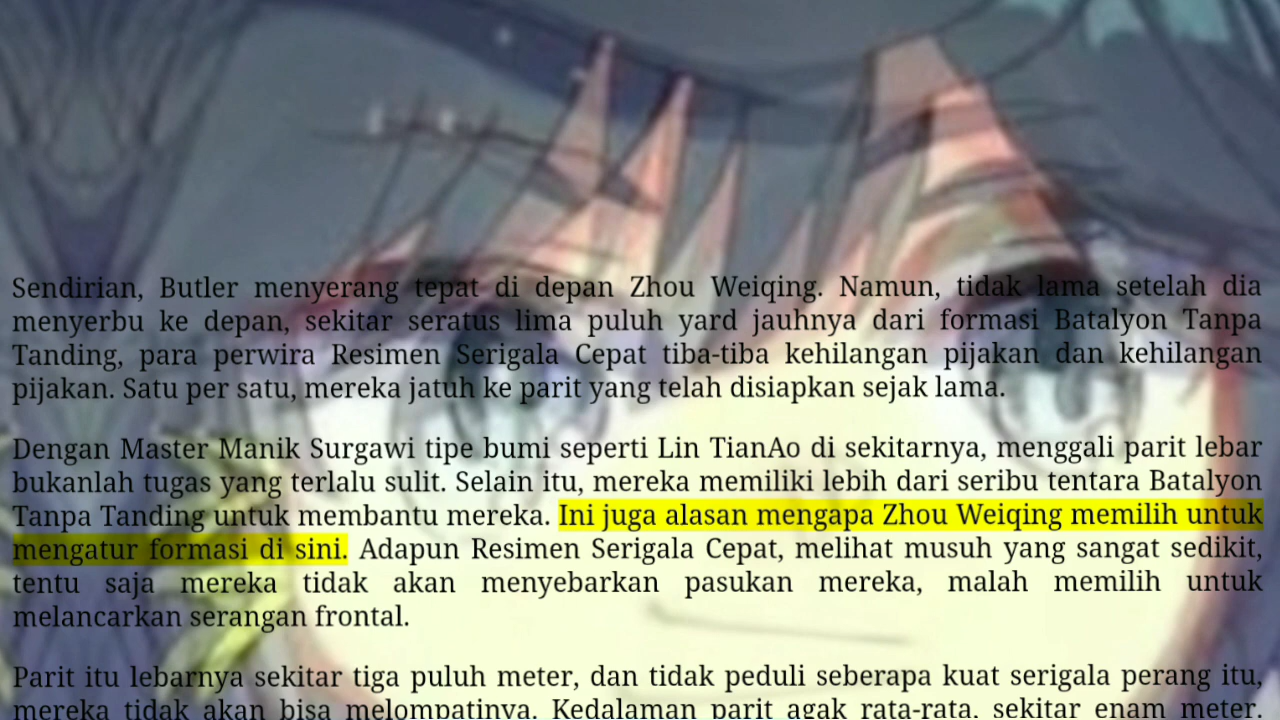 Sendirian, Butler menyerang tepat di depan Zhou Weiqing. Namun, tidak lama setelah dia
menyerbu ke depan, sekitar seratus lima puluh yard jauhnya dari formasi Batalyon Tanpa
Tanding, para perwira Resimen Serigala Cepat tiba-tiba kehilangan pijakan dan kehilangan
pijakan. Satu per satu, mereka jatuh ke parit yang telah disiapkan sejak lama.
Dengan Master Manik Surgawi tipe bumi seperti Lin TianAo di sekitarnya, menggali parit lebar
bukanlah tugas yang terlalu sulit. Selain itu, mereka memiliki lebih dari seribu tentara Batalyon
Tanpa Tanding untuk membantu mereka. Ini juga alasan mengapa Zhou Weiqing memilih untuk
mengatur formasi di sini. Adapun Resimen Serigala Cepat, melihat musuh yang sangat sedikit,
tentu saja mereka tidak akan menyebarkan pasukan mereka, malah memilih untuk
melancarkan serangan frontal.
Parit itu lebarnya sekitar tiga puluh meter, dan tidak peduli seberapa kuat serigala perang itu,
mereka tidak akan bisa melompatinya. Kedalaman parit agak rata-rata, sekitar enam meter.